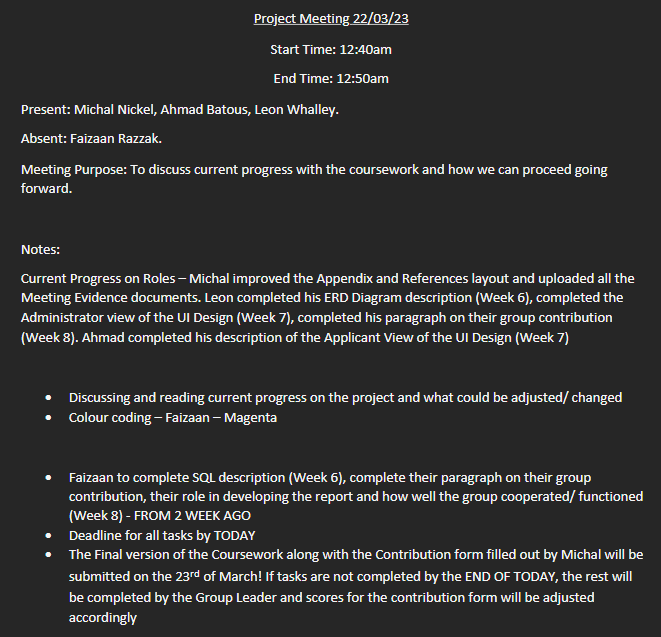 Project Meeting 22/03/23
Start Time: 12:40am
End Time: 12:50am
Present: Michal Nickel, Ahmad Batous, Leon Whalley.
Absent: Faizaan Razzak.
Meeting Purpose: To discuss current progress with the coursework and how we can proceed going
forward.
Notes:
Current Progress on Roles – Michal improved the Appendix and References layout and uploaded all the
Meeting Evidence documents. Leon completed his ERD Diagram description (Week 6), completed the
Administrator view of the UI Design (Week 7), completed his paragraph on their group contribution
(Week 8). Ahmad completed his description of the Applicant View of the UI Design (Week 7)
• Discussing and reading current progress on the project and what could be adjusted/ changed
• Colour coding – Faizaan – Magenta
• Faizaan to complete SQL description (Week 6), complete their paragraph on their group
contribution, their role in developing the report and how well the group cooperated/ functioned
(Week 8) - FROM 2 WEEK AGO
• Deadline for all tasks by TODAY
• The Final version of the Coursework along with the Contribution form filled out by Michal will be
submitted on the 23rd of March! If tasks are not completed by the END OF TODAY, the rest will
be completed by the Group Leader and scores for the contribution form will be adjusted
accordingly